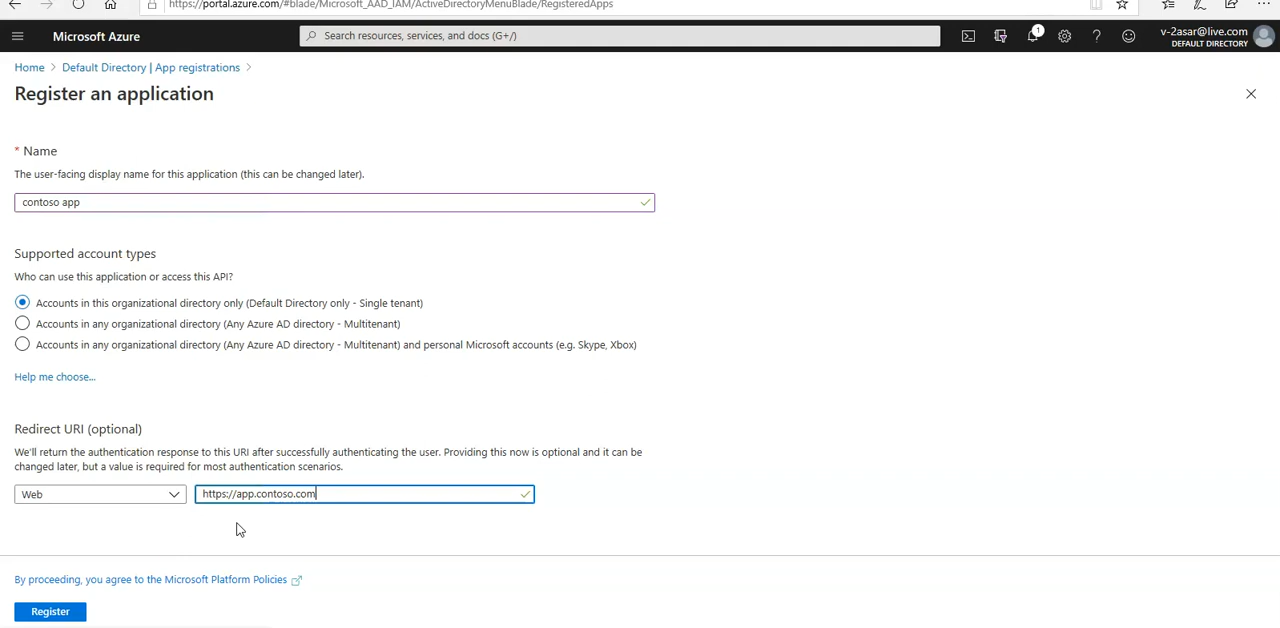 https://portal.azure.com/#blade/Microsoft_AAD_IAM/ActiveDirectoryMenuBlade/RegisteredApps
Microsoft Azure
Search resources, services, and docs (G+/)
1
v-2asar@live.com
DEFAULT DIRECTORY
Home > Default Directory | App registrations >
Register an application
* Name
The user-facing display name for this application (this can be changed later).
contoso app
Supported account types
Who can use this application or access this API?
Accounts in this organizational directory only (Default Directory only - Single tenant)
Accounts in any organizational directory (Any Azure AD directory - Multitenant)
Accounts in any organizational directory (Any Azure AD directory - Multitenant) and personal Microsoft accounts (e.g. Skype, Xbox)
Help me choose...
Redirect URI (optional)
We'll return the authentication response to this URI after successfully authenticating the user. Providing this now is optional and it can be
changed later, but a value is required for most authentication scenarios.
Web
https://app.contoso.com
By proceeding, you agree to the Microsoft Platform Policies
Register